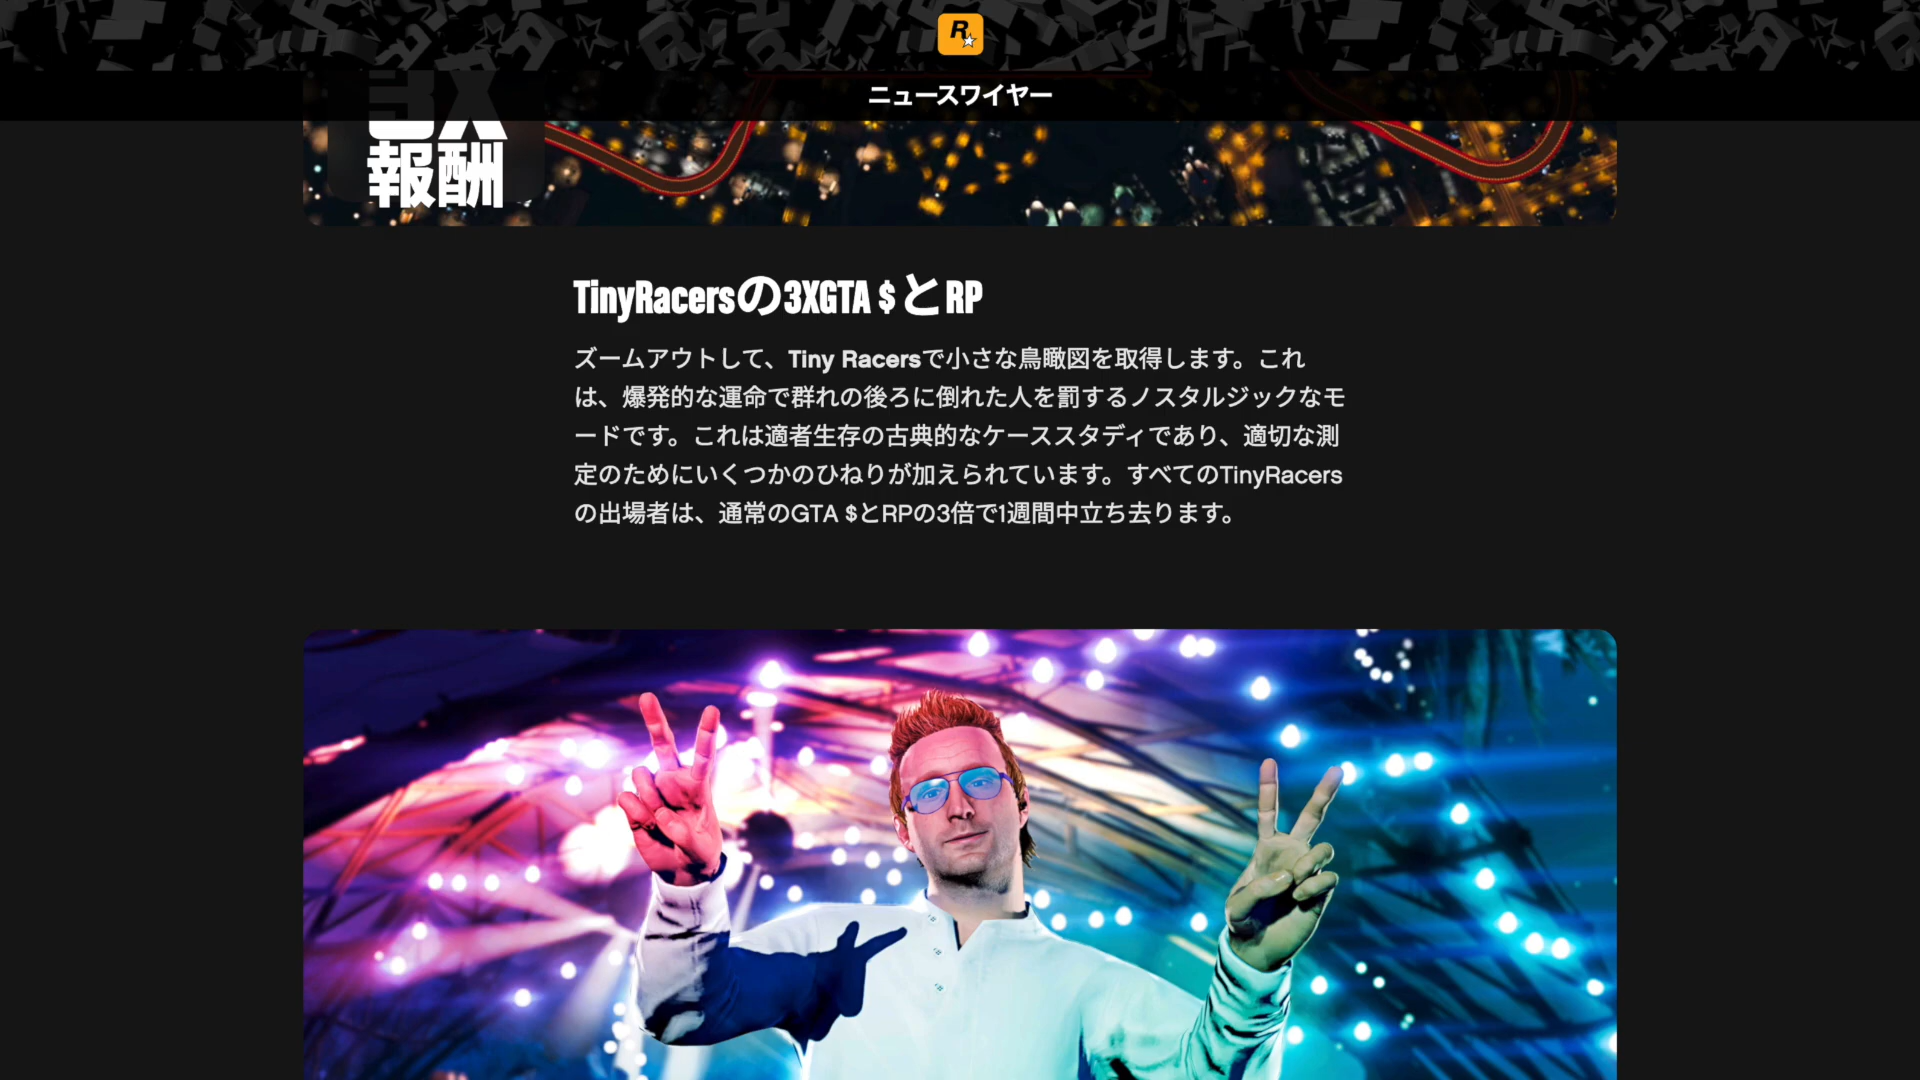 R
ニュースワイヤー
3X
報酬
TinyRacersの3XGTA $とRP
ズームアウトして、Tiny Racersで小さな鳥瞰図を取得します。これ
は、爆発的な運命で群れの後ろに倒れた人を罰するノスタルジックなモ
ードです。これは適者生存の古典的なケーススタディであり、適切な測
定のためにいくつかのひねりが加えられています。すべてのTinyRacers
の出場者は、通常のGTA $とRPの3倍で1週間中立ち去ります。